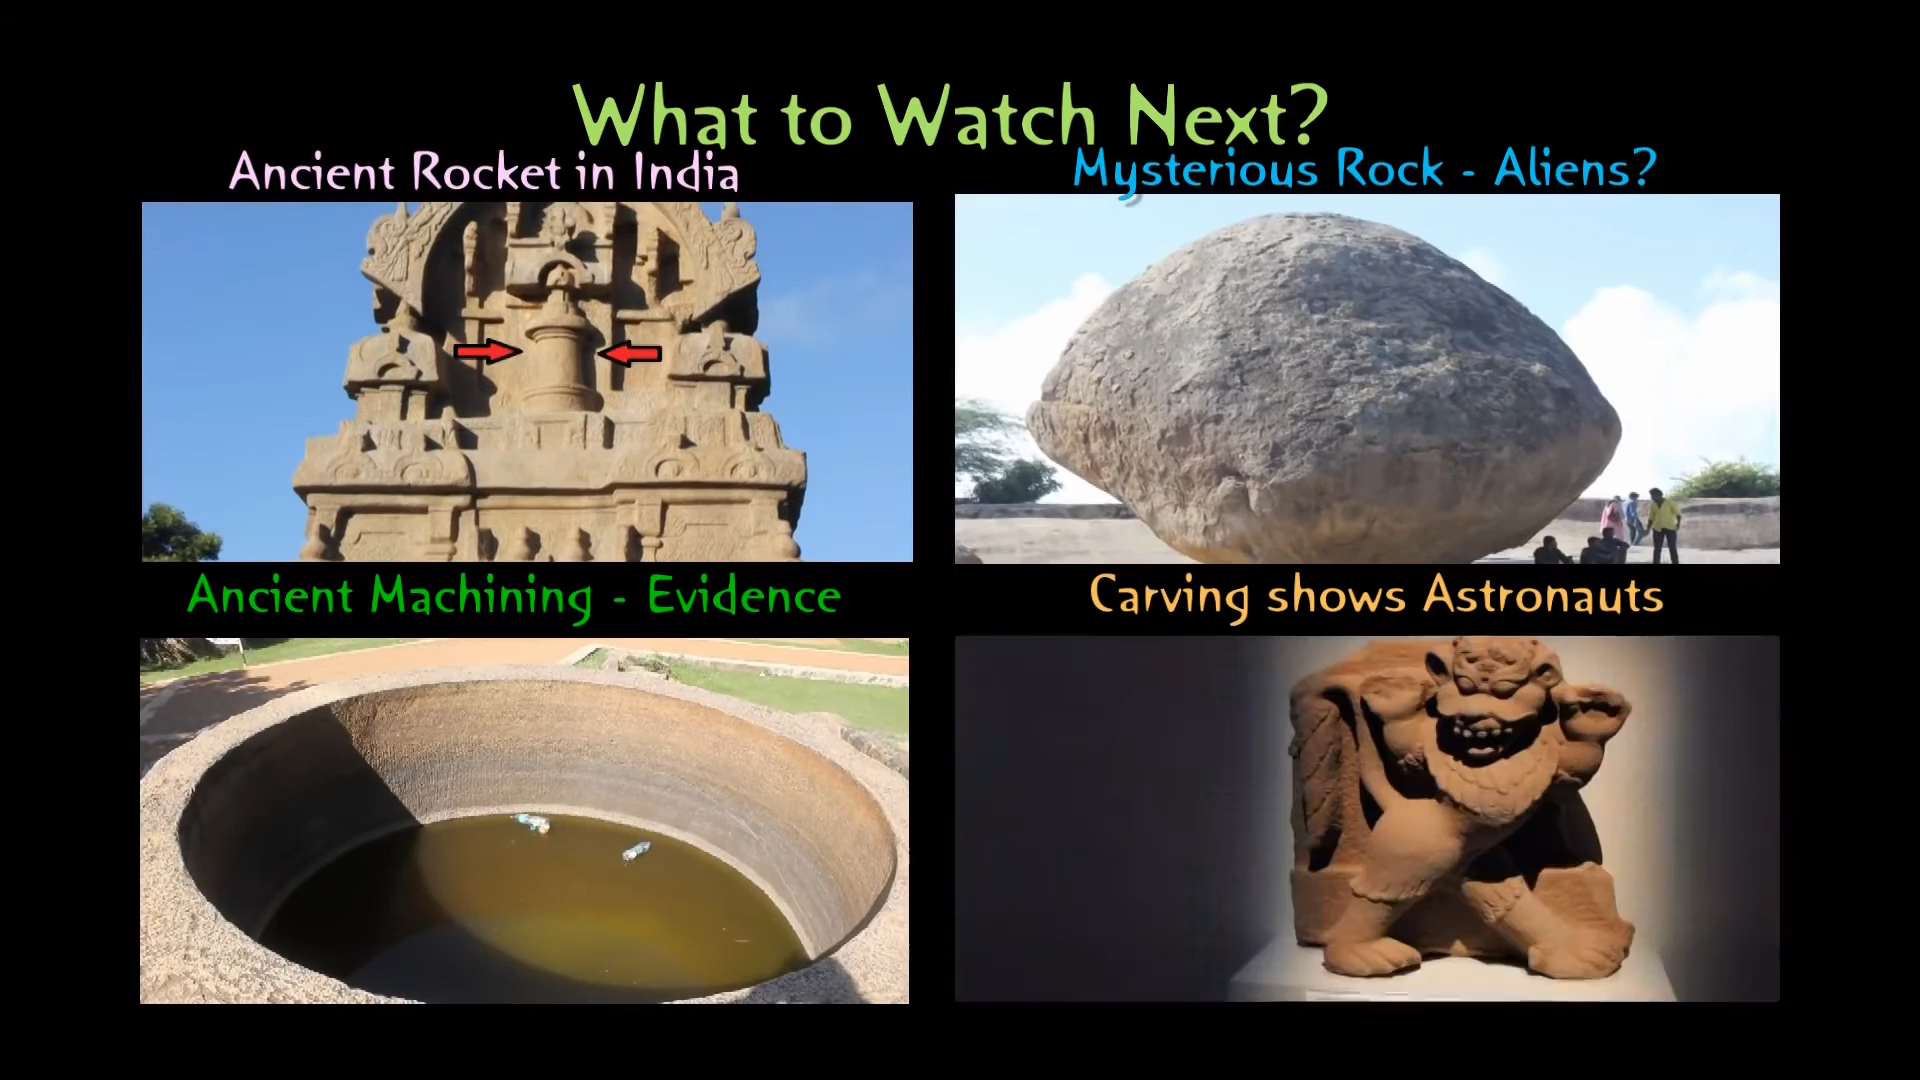 What to Watch Next?
Ancient Rocket in India
Mysterious Rock - Aliens?
Ancient Machining - Evidence
Carving shows Astronauts